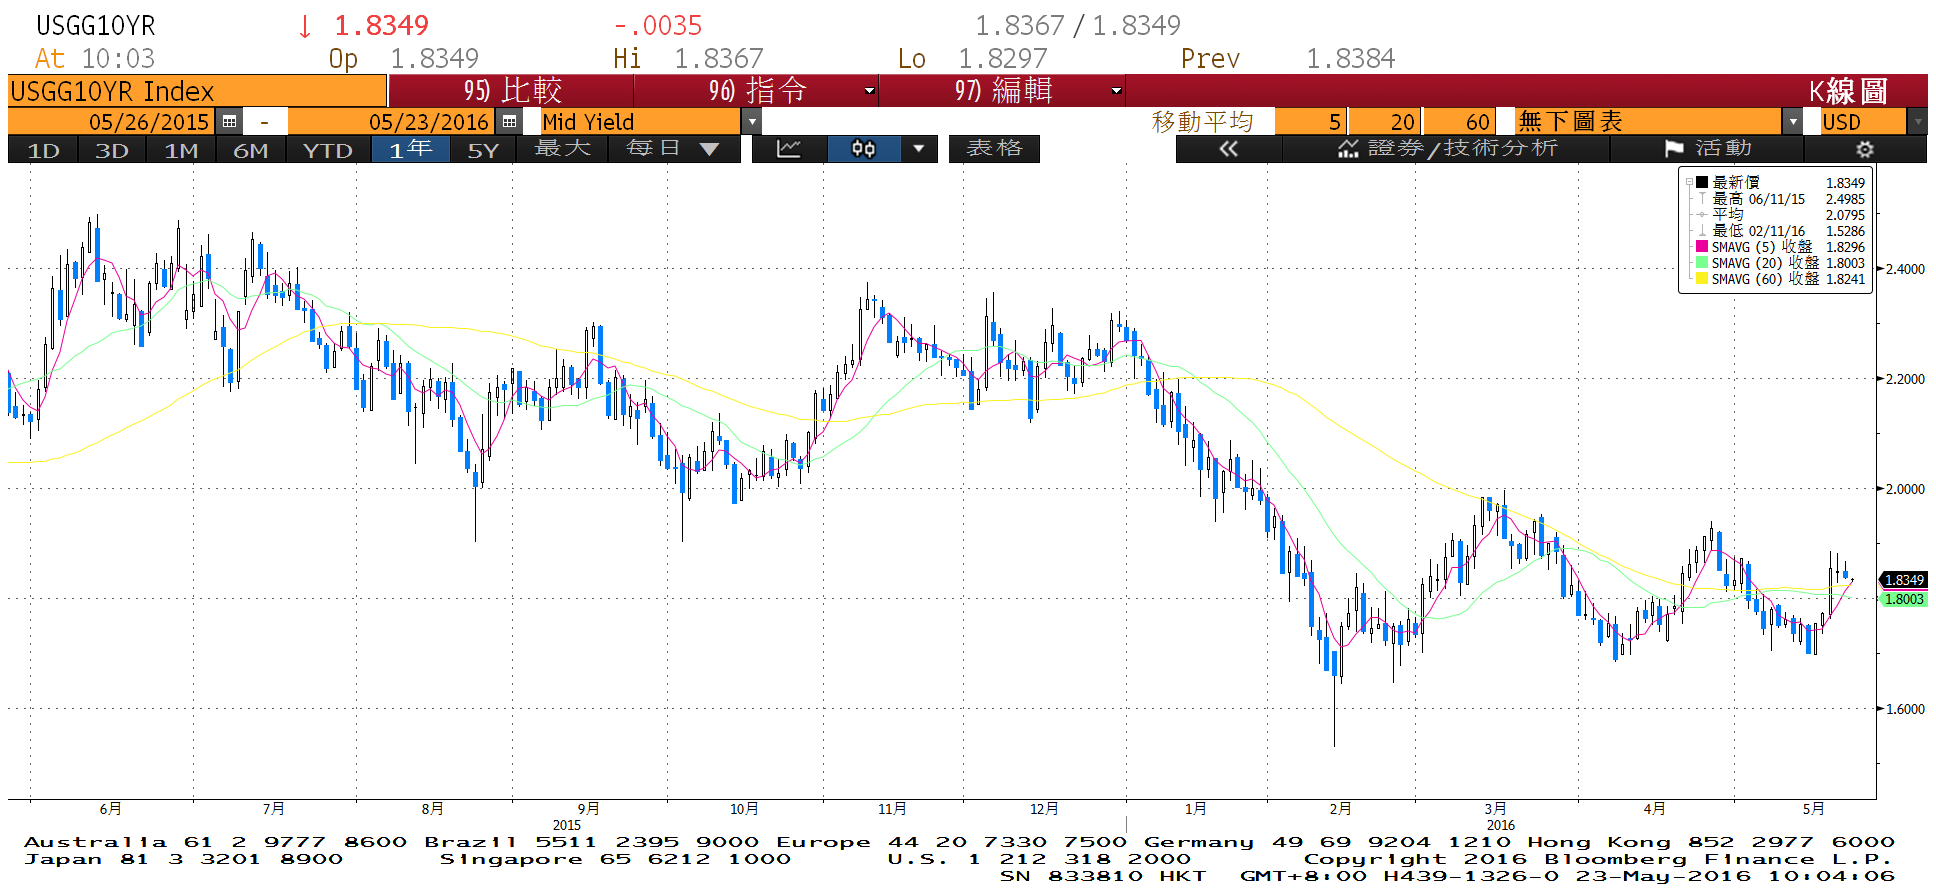 USGG10YR ↓ 1.8349 -.0035 1.8367 / 1.8349
At 10:03 Op 1.8349 Hi 1.8367 Lo 1.8297 Prev 1.8384
USGG10YR Index 95) 比較 96) 指令 97) 編輯 K線圖
05/26/2015 - 05/23/2016 Mid Yield 移動平均 5 20 60 無下圖表 USD
1D 3D 1M 6M YTD 1年 5Y 最大 每日 ▼ 表格 « 證券/技術分析 活動
最新價 1.8349
最高 06/11/15 2.4985
平均 2.0795
最低 02/11/16 1.5286
SMAVG (5) 收盤 1.8296
SMAVG (20) 收盤 1.8003
SMAVG (60) 收盤 1.8241
2.4000
2.2000
2.0000
1.8349
1.8003
1.6000
6月 7月 8月 9月 10月 11月 12月 1月 2月 3月 4月 5月
2015 2016
Australia 61 2 9777 8600 Brazil 5511 2395 9000 Europe 44 20 7330 7500 Germany 49 69 9204 1210 Hong Kong 852 2977 6000
Japan 81 3 3201 8900 Singapore 65 6212 1000 U.S. 1 212 318 2000 Copyright 2016 Bloomberg Finance L.P.
SN 833810 HKT GMT+8:00 H439-1326-0 23-May-2016 10:04:06